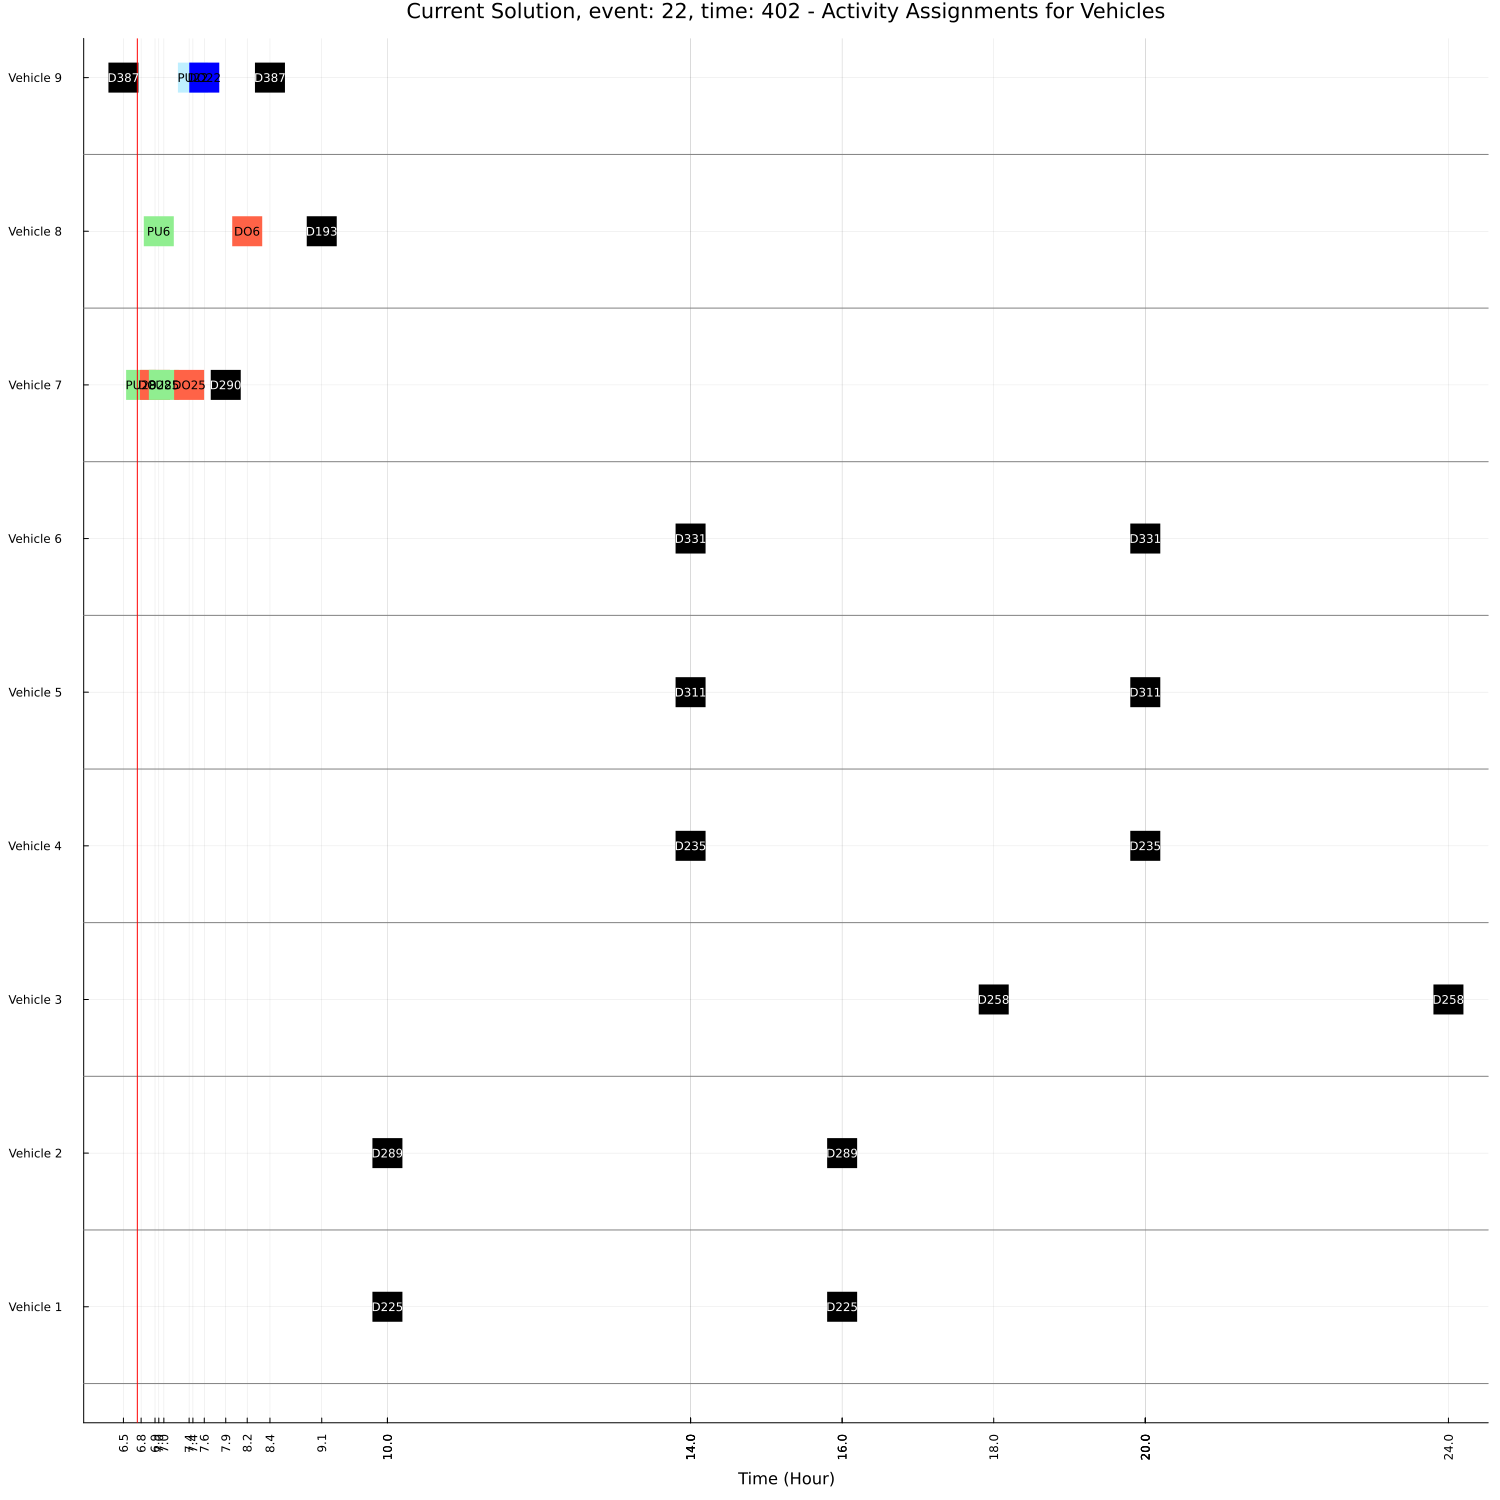 Current Solution, event: 22, time: 402 - Activity Assignments for Vehicles
Vehicle 9
D387
D387
Vehicle 8
PU6
DO6
D193
Vehicle 7
DO25
D290
Vehicle 6
D331
D331
Vehicle 5
D311
D311
Vehicle 4
D235
D235
Vehicle 3
D258
D258
Vehicle 2
D289
D289
Vehicle 1
D225
D225
6.5
6.8
7.0
7.4
7.6
7.9
8.2
8.4
9.1
10.0
14.0
16.0
18.0
20.0
24.0
Time (Hour)